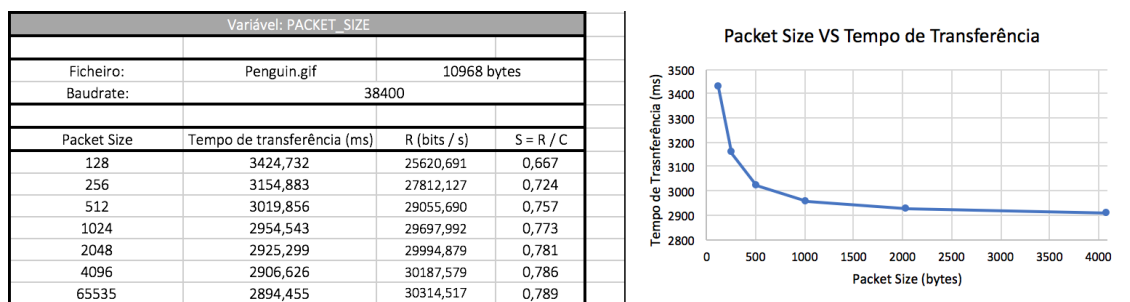 Variável: PACKET_SIZE
Ficheiro: Penguin.gif 10968 bytes
Baudrate: 38400
Packet Size Tempo de transferência (ms) R (bits / s) S = R / C
128 3424,732 25620,691 0,667
256 3154,883 27812,127 0,724
512 3019,856 29055,690 0,757
1024 2954,543 29697,992 0,773
2048 2925,299 29994,879 0,781
4096 2906,626 30187,579 0,786
65535 2894,455 30314,517 0,789
Packet Size VS Tempo de Transferência
Tempo de Trasnferência (ms)
3500
3400
3300
3200
3100
3000
2900
2800
0 500 1000 1500 2000 2500 3000 3500 4000
Packet Size (bytes)